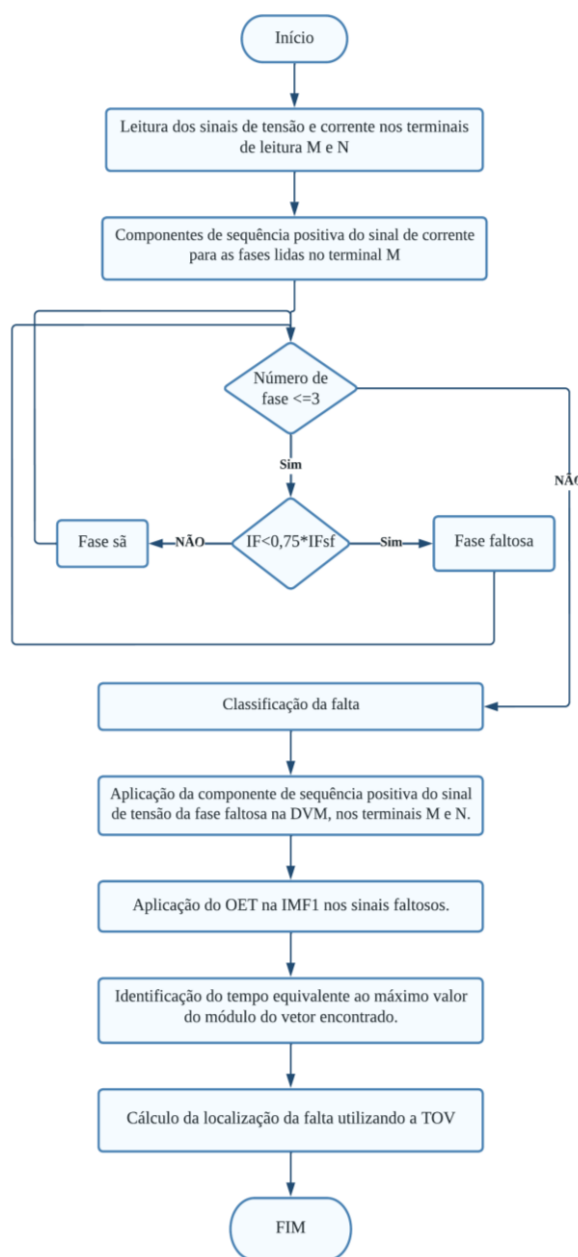 Início
Leitura dos sinais de tensão e corrente nos terminais
de leitura M e N
Componentes de sequência positiva do sinal de corrente
para as fases lidas no terminal M
Número de
fase <=3
NÃO
Sim
Fase sã
NÃO
IF<0,75*IFsf
Sim
Fase faltosa
Classificação da falta
Aplicação da componente de sequência positiva do sinal
de tensão da fase faltosa na DVM, nos terminais M e N.
Aplicação do OET na IMF1 nos sinais faltosos.
Identificação do tempo equivalente ao máximo valor
do módulo do vetor encontrado.
Cálculo da localização da falta utilizando a TOV
FIM